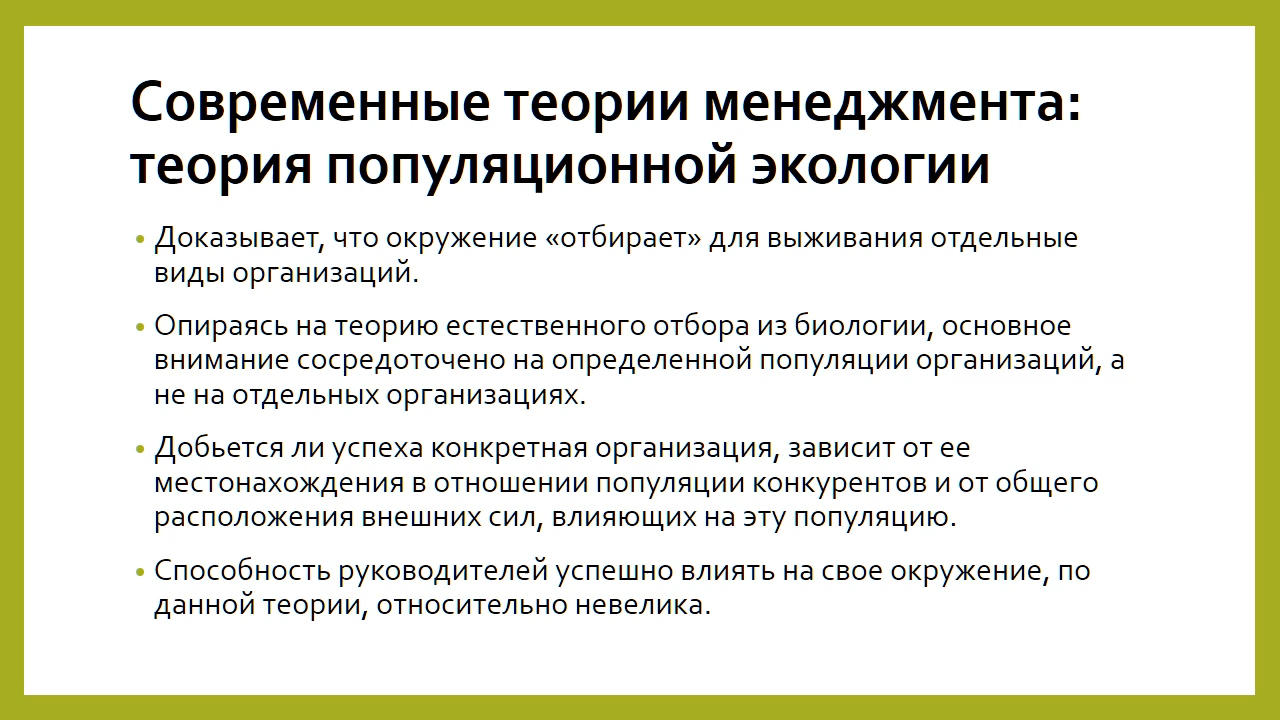 Современные теории менеджмента:
теория популяционной экологии
• Доказывает, что окружение «отбирает» для выживания отдельные
виды организаций.
• Опираясь на теорию естественного отбора из биологии, основное
внимание сосредоточено на определенной популяции организаций, а
не на отдельных организациях.
• Добьется ли успеха конкретная организация, зависит от ее
местонахождения в отношении популяции конкурентов и от общего
расположения внешних сил, влияющих на эту популяцию.
• Способность руководителей успешно влиять на свое окружение, по
данной теории, относительно невелика.